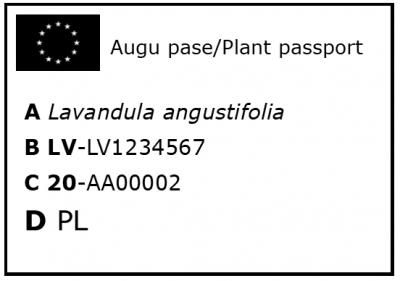 Augu pase/Plant passport
A Lavandula angustifolia
B LV-LV1234567
C 20-AA00002
D PL